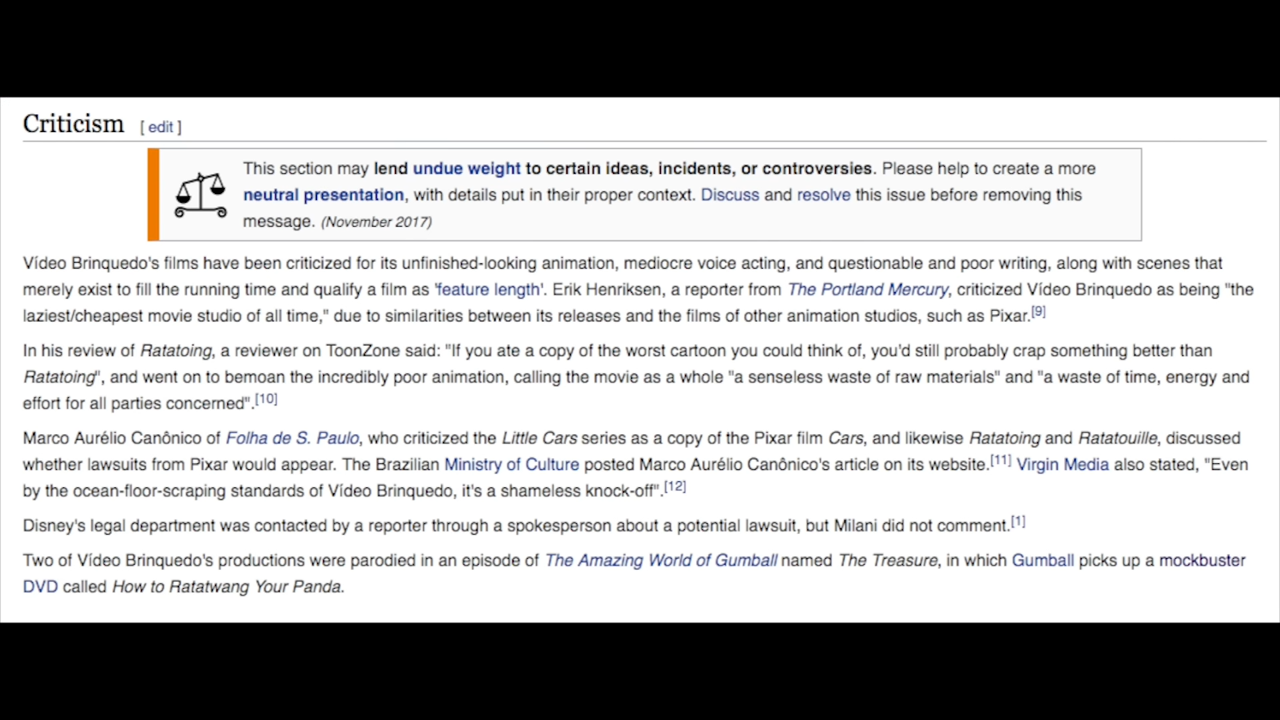 Criticism [ edit ]
This section may lend undue weight to certain ideas, incidents, or controversies. Please help to create a more
neutral presentation, with details put in their proper context. Discuss and resolve this issue before removing this
message. (November 2017)
Vídeo Brinquedo's films have been criticized for its unfinished-looking animation, mediocre voice acting, and questionable and poor writing, along with scenes that
merely exist to fill the running time and qualify a film as 'feature length'. Erik Henriksen, a reporter from The Portland Mercury, criticized Vídeo Brinquedo as being "the
laziest/cheapest movie studio of all time," due to similarities between its releases and the films of other animation studios, such as Pixar.[9]
In his review of Ratatoing, a reviewer on ToonZone said: "If you ate a copy of the worst cartoon you could think of, you'd still probably crap something better than
Ratatoing", and went on to bemoan the incredibly poor animation, calling the movie as a whole "a senseless waste of raw materials" and "a waste of time, energy and
effort for all parties concerned".[10]
Marco Aurélio Canônico of Folha de S. Paulo, who criticized the Little Cars series as a copy of the Pixar film Cars, and likewise Ratatoing and Ratatouille, discussed
whether lawsuits from Pixar would appear. The Brazilian Ministry of Culture posted Marco Aurélio Canônico's article on its website.[11] Virgin Media also stated, "Even
by the ocean-floor-scraping standards of Vídeo Brinquedo, it's a shameless knock-off".[12]
Disney's legal department was contacted by a reporter through a spokesperson about a potential lawsuit, but Milani did not comment.[1]
Two of Vídeo Brinquedo's productions were parodied in an episode of The Amazing World of Gumball named The Treasure, in which Gumball picks up a mockbuster
DVD called How to Ratatwang Your Panda.